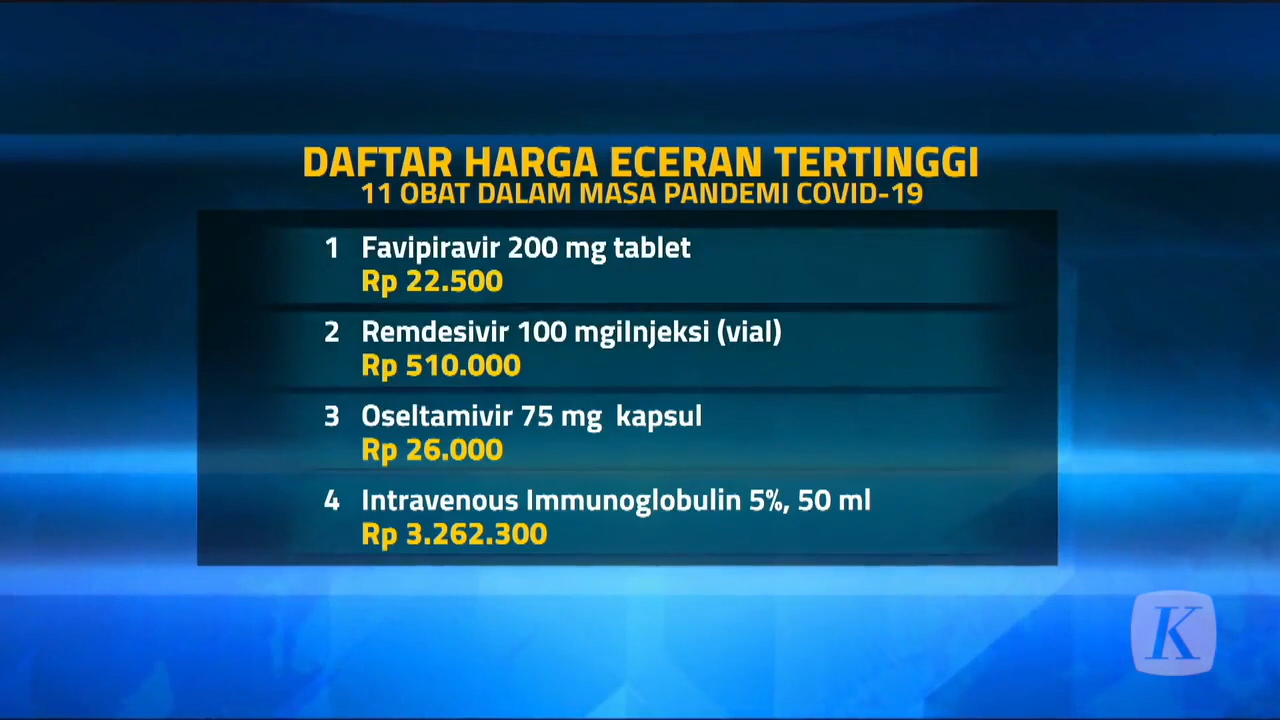 DAFTAR HARGA ECERAN TERTINGGI
11 OBAT DALAM MASA PANDEMI COVID-19
1 Favipiravir 200 mg tablet
Rp 22.500
2 Remdesivir 100 mgiInjeksi (vial)
Rp 510.000
3 Oseltamivir 75 mg kapsul
Rp 26.000
4 Intravenous Immunoglobulin 5%, 50 ml
Rp 3.262.300
K